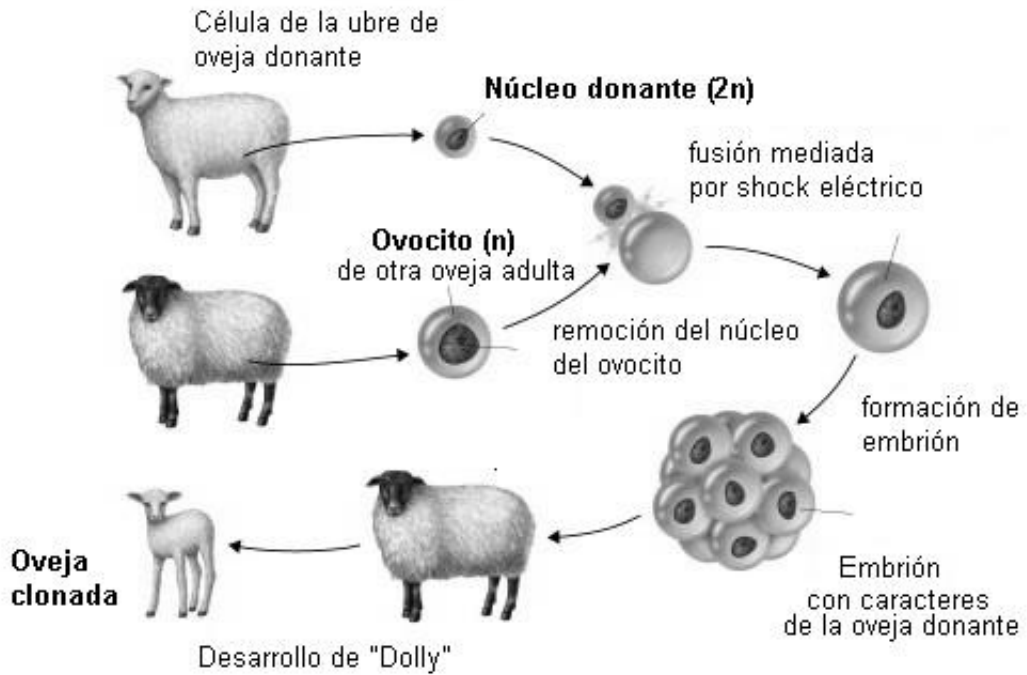 Célula de la ubre de
oveja donante
Núcleo donante (2n)
fusión mediada
por shock eléctrico
Ovocito (n)
de otra oveja adulta
remoción del núcleo
del ovocito
formación de
embrión
Embrión
con caracteres
de la oveja donante
Oveja
clonada
Desarrollo de "Dolly"